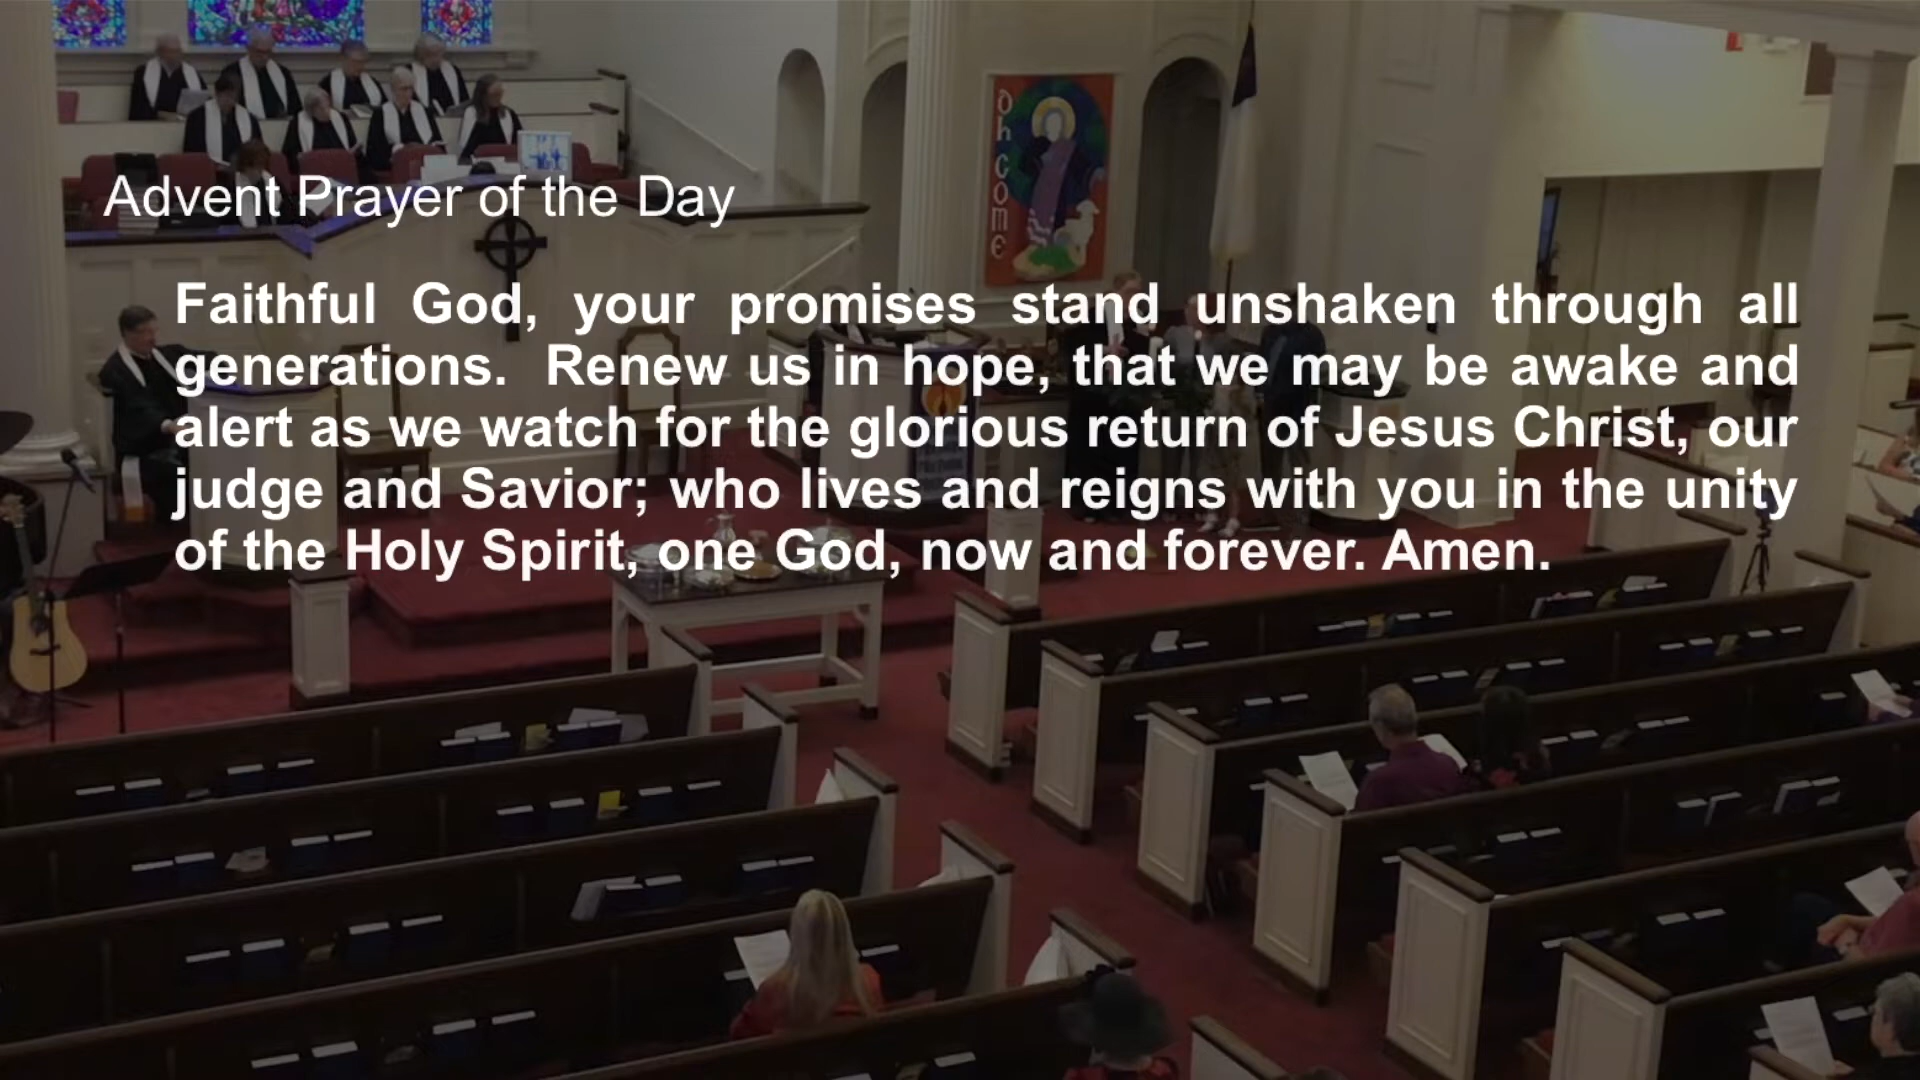 Advent Prayer of the Day
Faithful God, your promises stand unshaken through all
generations. Renew us in hope, that we may be awake and
alert as we watch for the glorious return of Jesus Christ, our
judge and Savior; who lives and reigns with you in the unity
of the Holy Spirit, one God, now and forever. Amen.
oh come